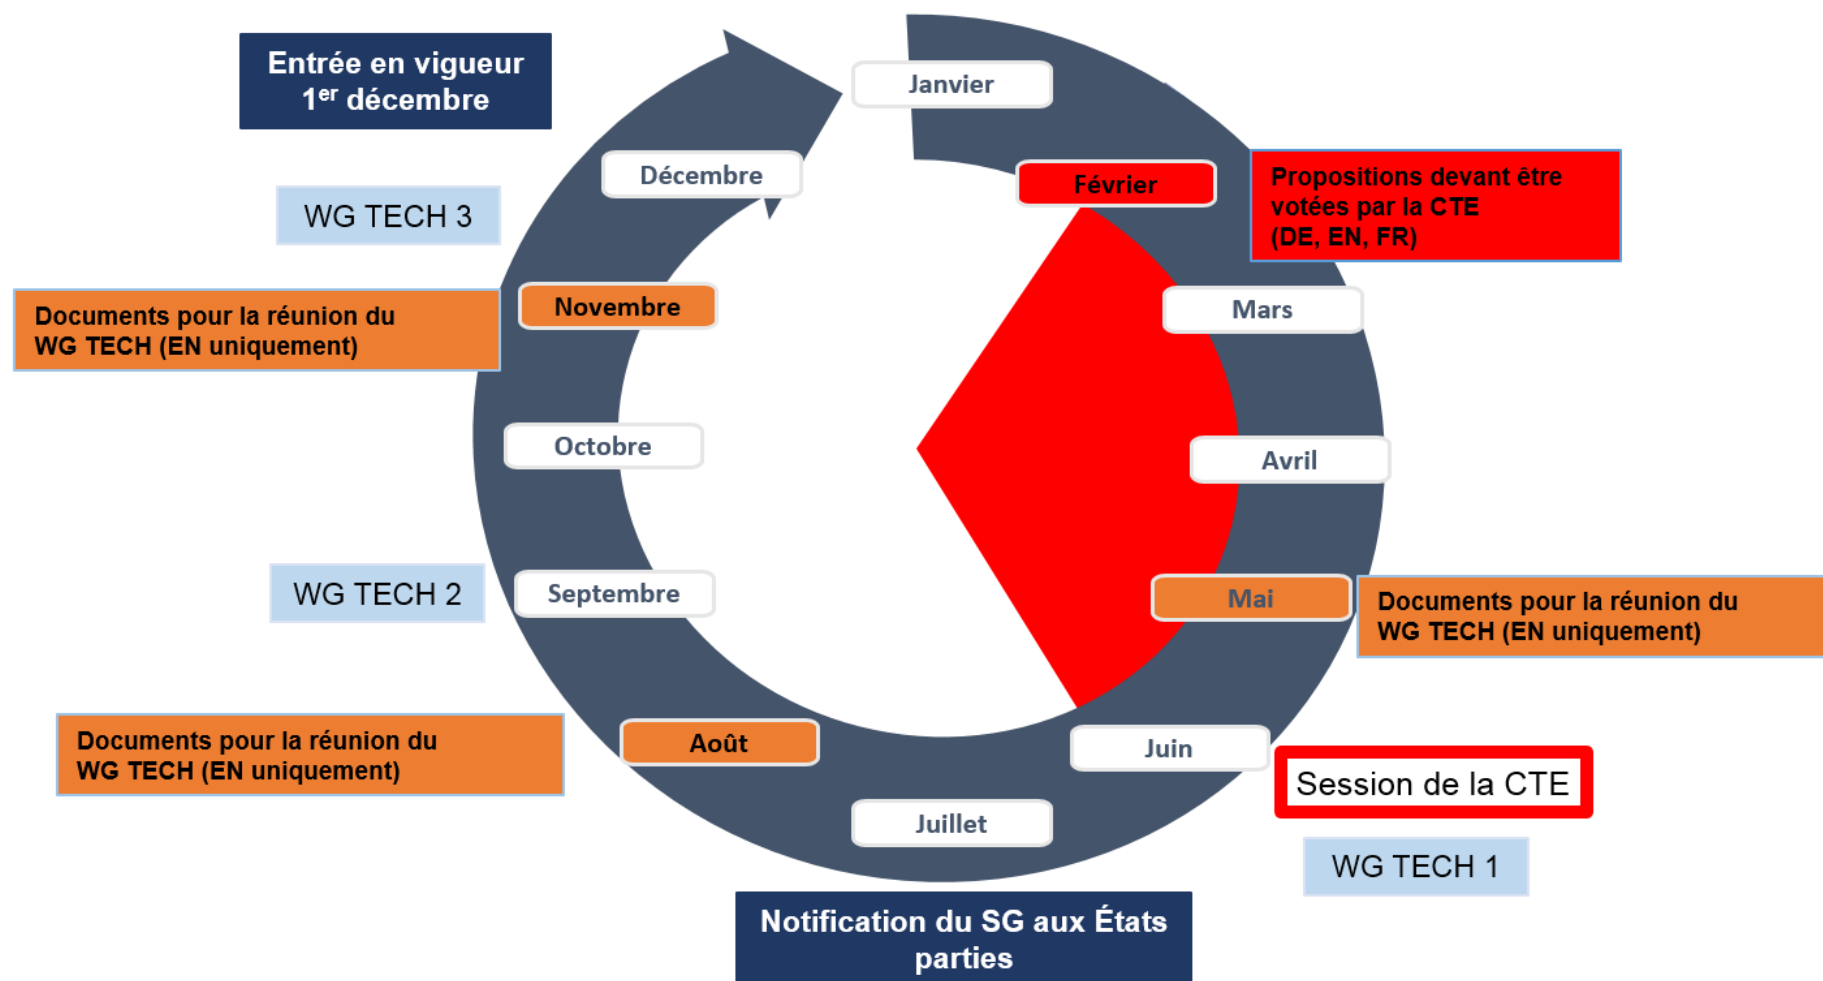 Entrée en vigueur
1er décembre
Janvier
Décembre
Février
Propositions devant être
votées par la CTE
(DE, EN, FR)
WG TECH 3
Novembre
Mars
Documents pour la réunion du
WG TECH (EN uniquement)
Octobre
Avril
WG TECH 2
Septembre
Mai
Documents pour la réunion du
WG TECH (EN uniquement)
Documents pour la réunion du
WG TECH (EN uniquement)
Août
Juin
Session de la CTE
Juillet
WG TECH 1
Notification du SG aux États
parties